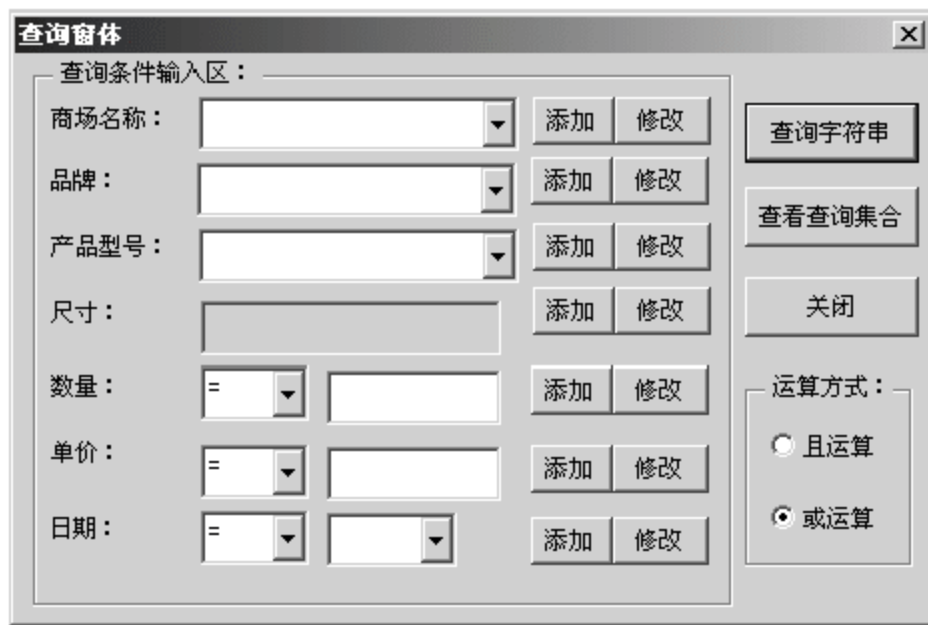 查询窗体
查询条件输入区：
商场名称： 添加 修改
品牌： 添加 修改
产品型号： 添加 修改
尺寸： 添加 修改
数量： = 添加 修改
单价： = 添加 修改
日期： = 添加 修改
查询字符串
查看查询集合
关闭
运算方式：
且运算
或运算